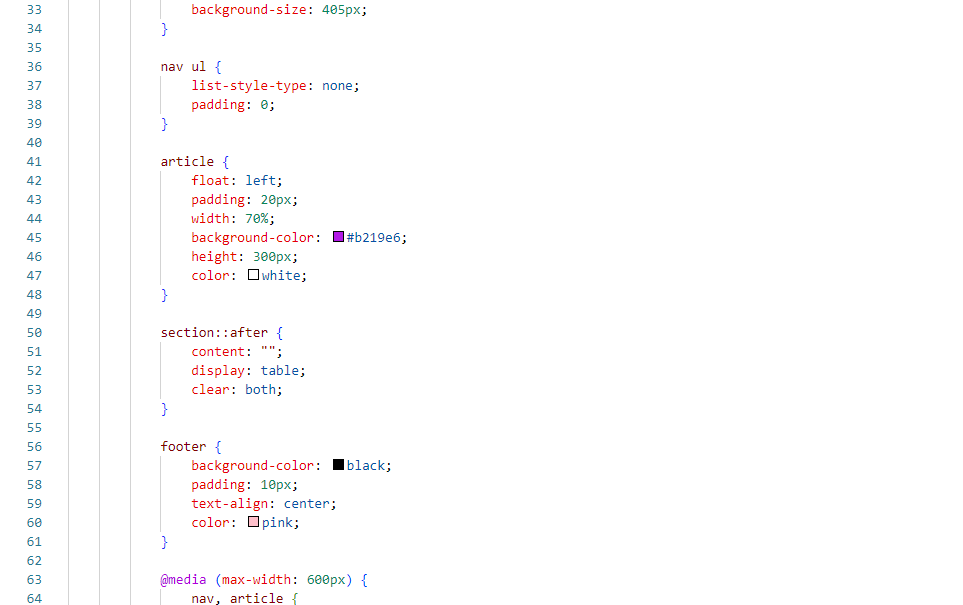 33 background-size: 405px;
34 }
35
36 nav ul {
37 list-style-type: none;
38 padding: 0;
39 }
40
41 article {
42 float: left;
43 padding: 20px;
44 width: 70%;
45 background-color: #b219e6;
46 height: 300px;
47 color: white;
48 }
49
50 section::after {
51 content: "";
52 display: table;
53 clear: both;
54 }
55
56 footer {
57 background-color: black;
58 padding: 10px;
59 text-align: center;
60 color: pink;
61 }
62
63 @media (max-width: 600px) {
64 nav, article {